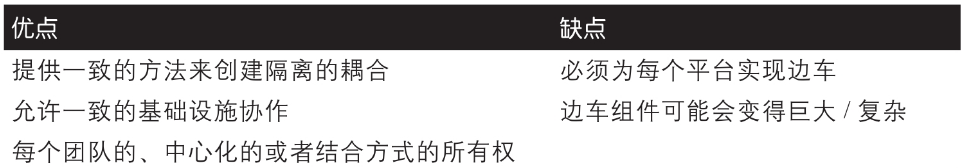 优点 缺点
提供一致的方法来创建隔离的耦合 必须为每个平台实现边车
允许一致的基础设施协作 边车组件可能会变得巨大 / 复杂
每个团队的、中心化的或者结合方式的所有权